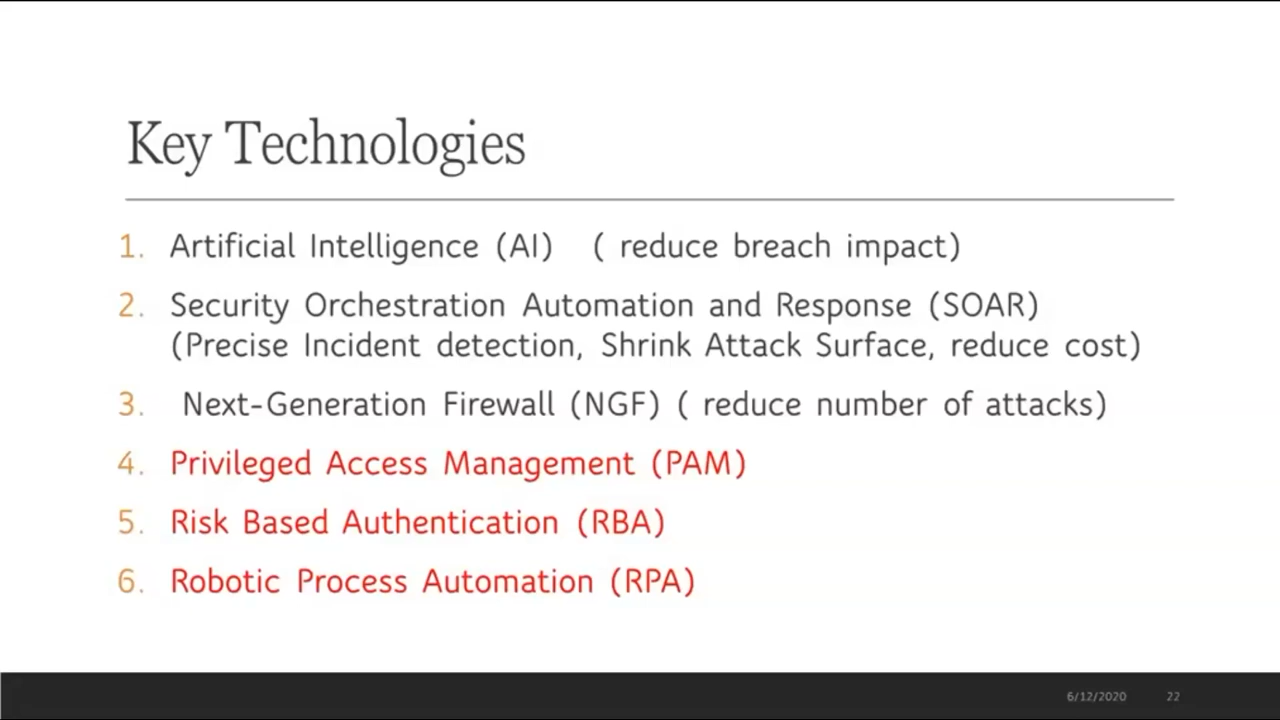 Key Technologies
1. Artificial Intelligence (AI) ( reduce breach impact)
2. Security Orchestration Automation and Response (SOAR)
(Precise Incident detection, Shrink Attack Surface, reduce cost)
3. Next-Generation Firewall (NGF) ( reduce number of attacks)
4. Privileged Access Management (PAM)
5. Risk Based Authentication (RBA)
6. Robotic Process Automation (RPA)
6/12/2020 22